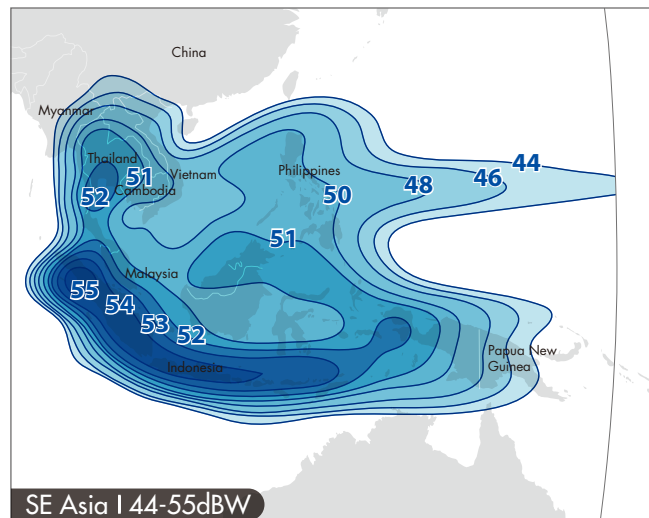 China
Myanmar
Thailand
51
Vietnam
Philippines
44
46
48
50
52
Cambodia
51
Malaysia
55
54
53
52
Indonesia
Papua New
Guinea
SE Asia I 44-55dBW